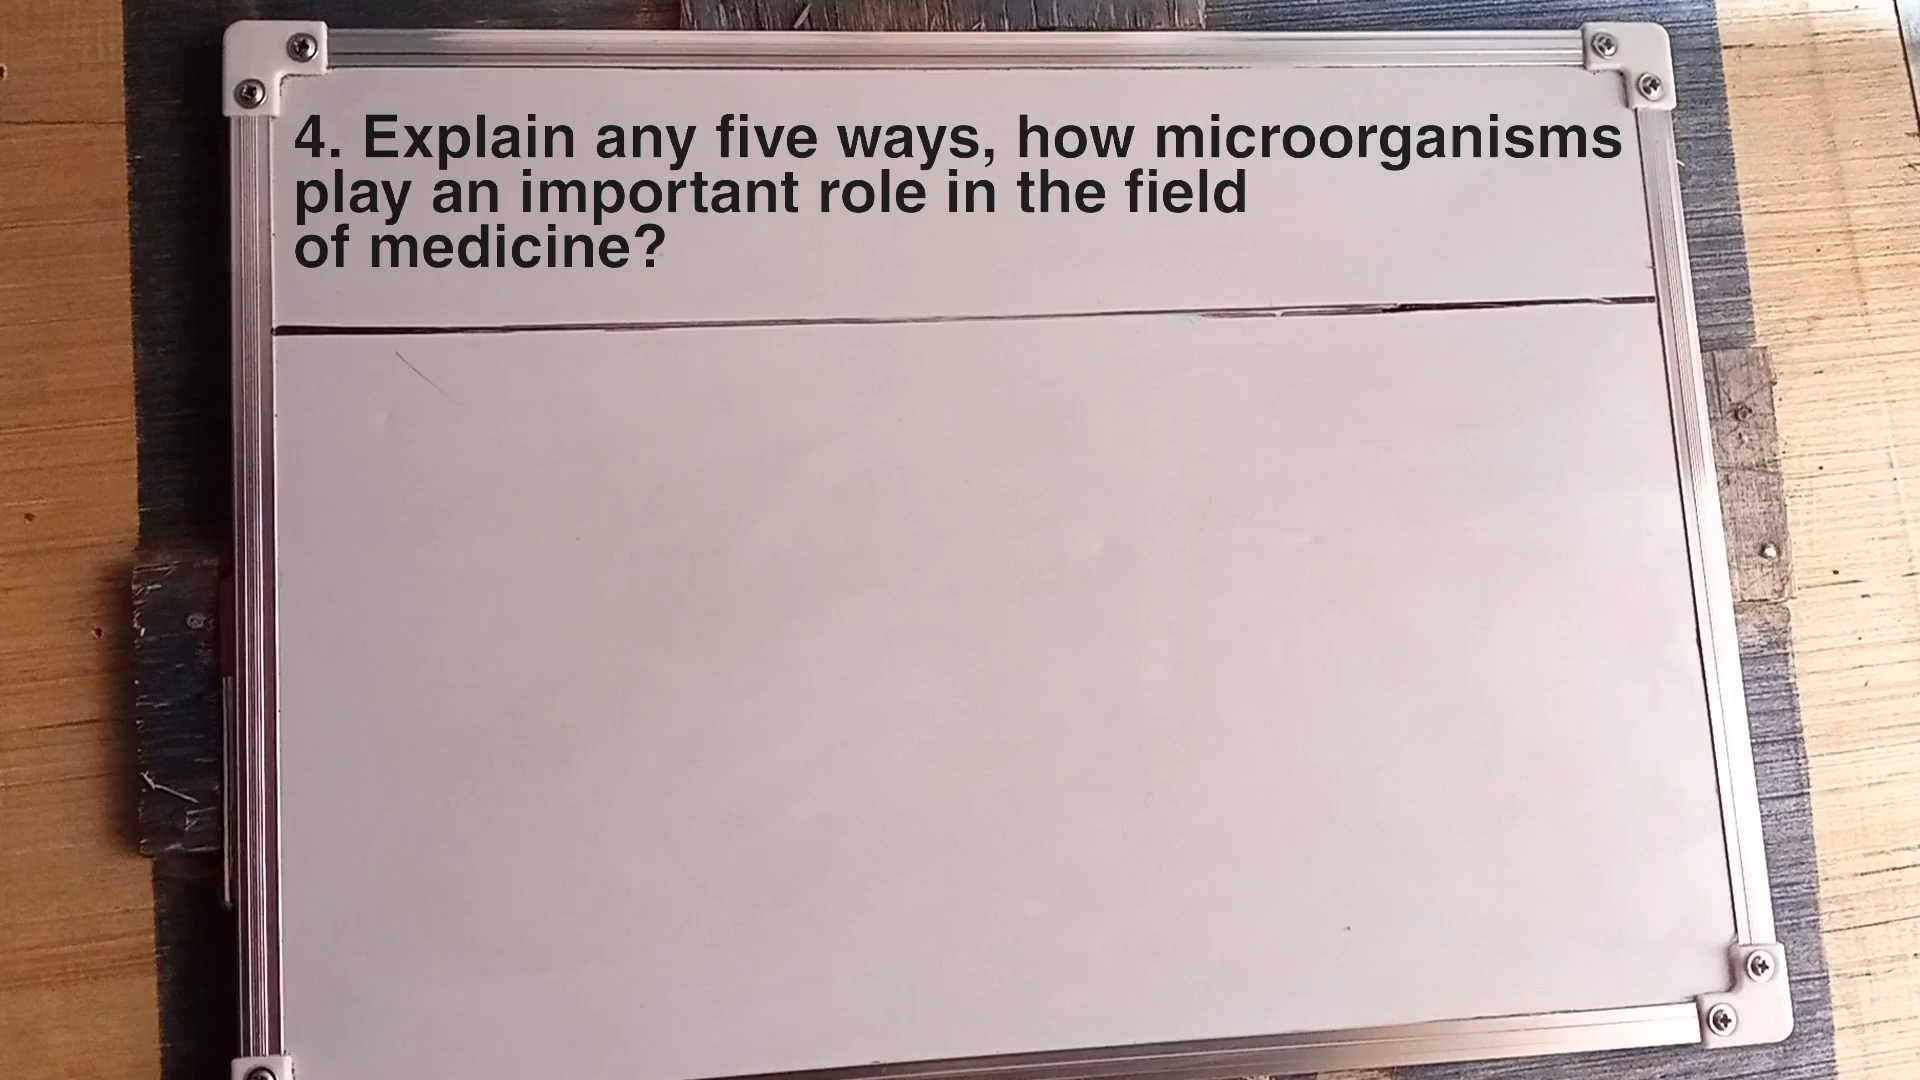 4. Explain any five ways, how microorganisms
play an important role in the field
of medicine?